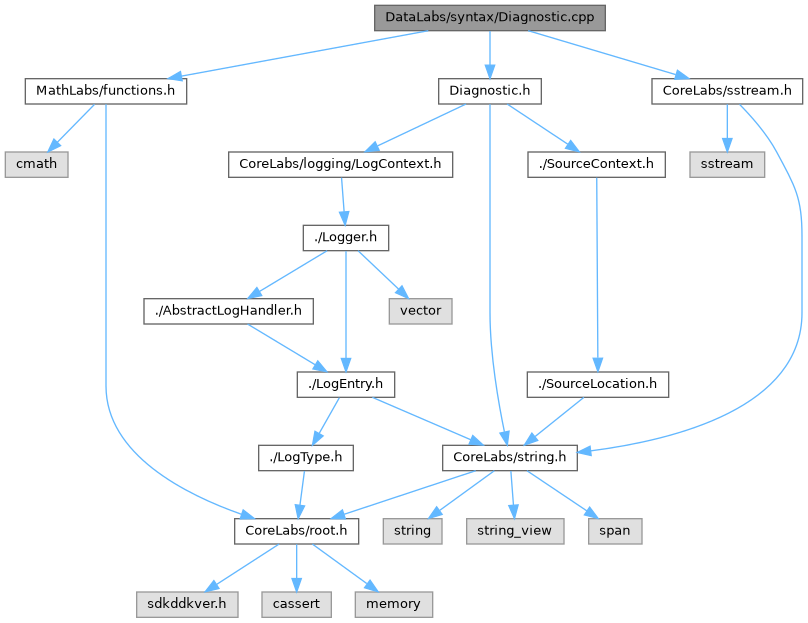 DataLabs/syntax/Diagnostic.cpp
MathLabs/functions.h
Diagnostic.h
CoreLabs/sstream.h
cmath
CoreLabs/logging/LogContext.h
./SourceContext.h
sstream
./Logger.h
./AbstractLogHandler.h
vector
./LogEntry.h
./SourceLocation.h
./LogType.h
CoreLabs/string.h
CoreLabs/root.h
string
string_view
span
sdkddkver.h
cassert
memory